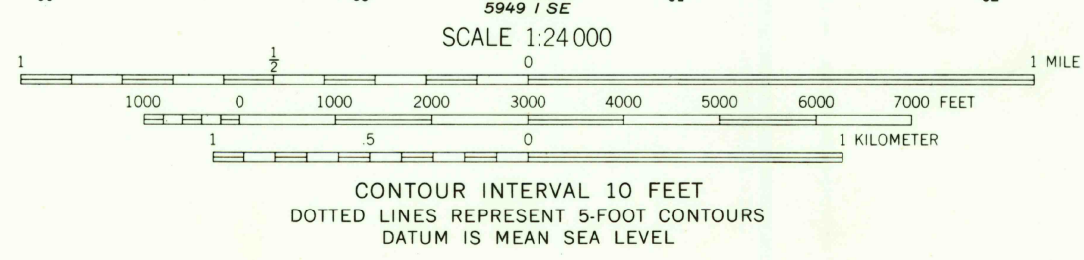 5949 I SE
SCALE 1:24 000
1 1/2 0 1 MILE
1000 0 1000 2000 3000 4000 5000 6000 7000 FEET
1 .5 0 1 KILOMETER
CONTOUR INTERVAL 10 FEET
DOTTED LINES REPRESENT 5-FOOT CONTOURS
DATUM IS MEAN SEA LEVEL